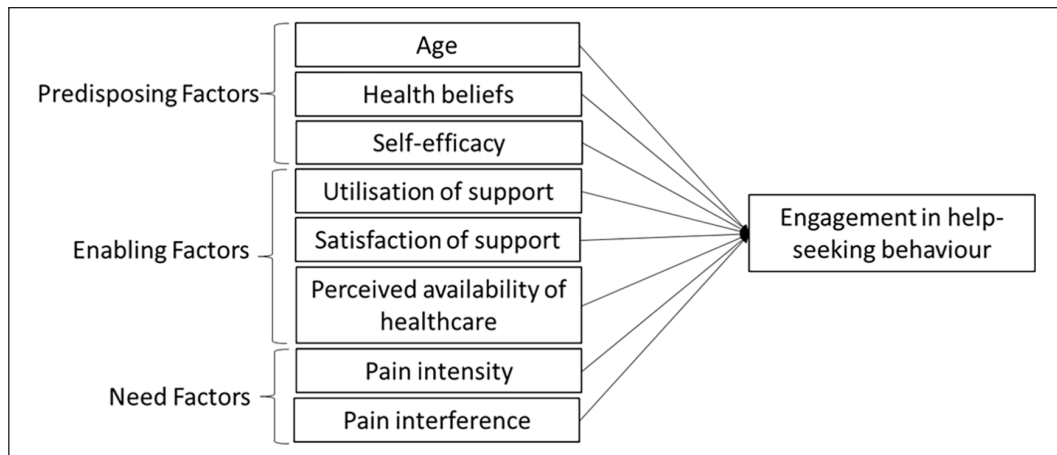 Predisposing Factors
Age
Health beliefs
Self-efficacy
Enabling Factors
Utilisation of support
Satisfaction of support
Perceived availability of
healthcare
Need Factors
Pain intensity
Pain interference
Engagement in help-
seeking behaviour